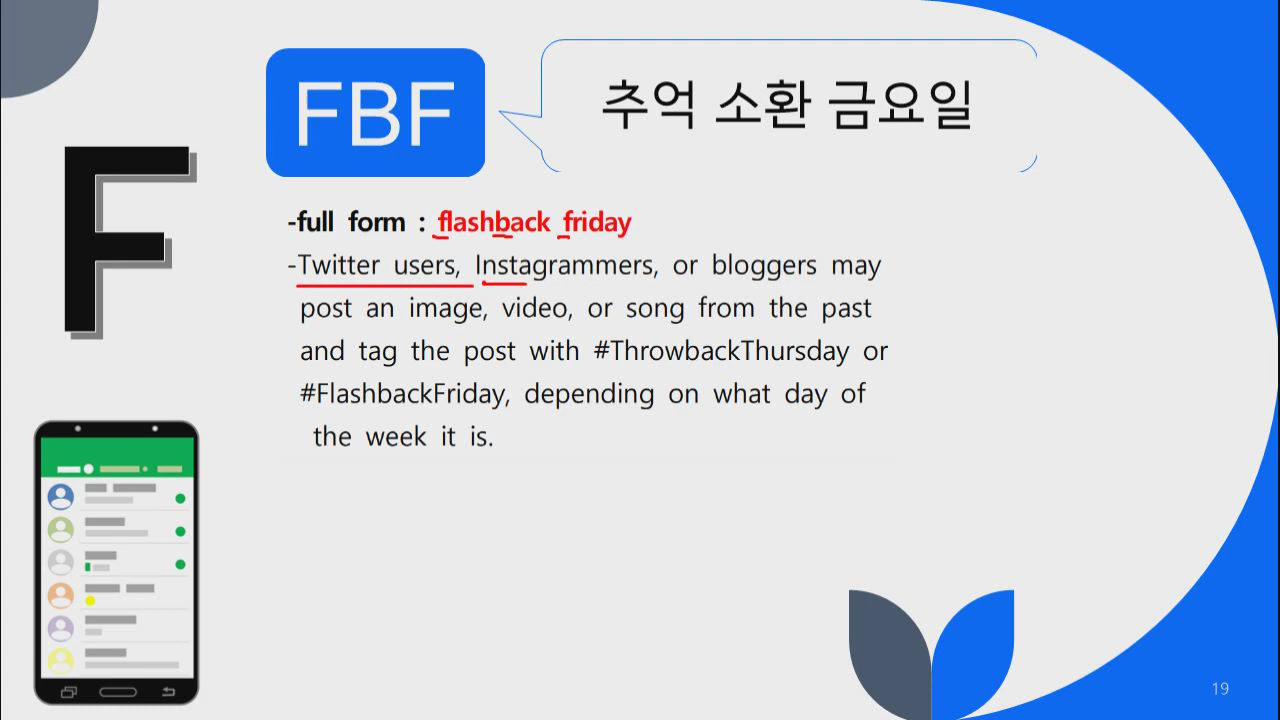 FBF
추억 소환 금요일
F
-full form : flashback friday
-Twitter users, Instagrammers, or bloggers may
post an image, video, or song from the past
and tag the post with #ThrowbackThursday or
#FlashbackFriday, depending on what day of
the week it is.
19